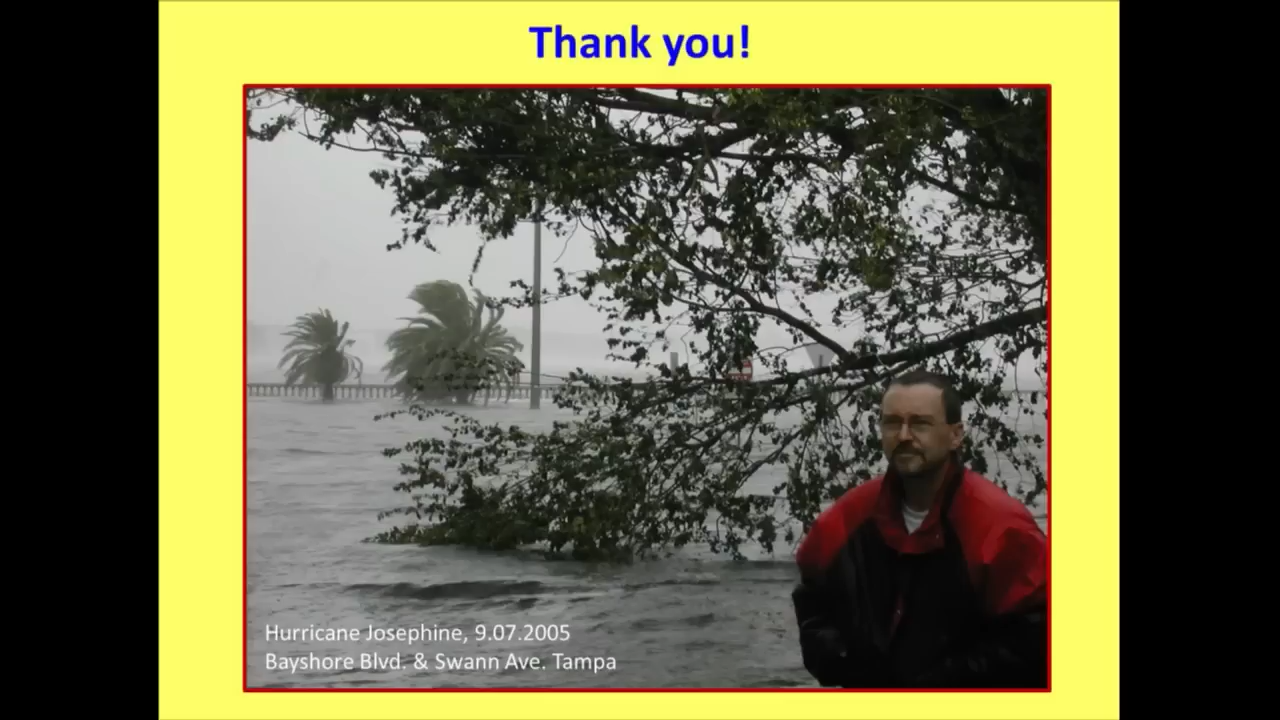 Thank you!
Hurricane Josephine, 9.07.2005
Bayshore Blvd. & Swann Ave. Tampa